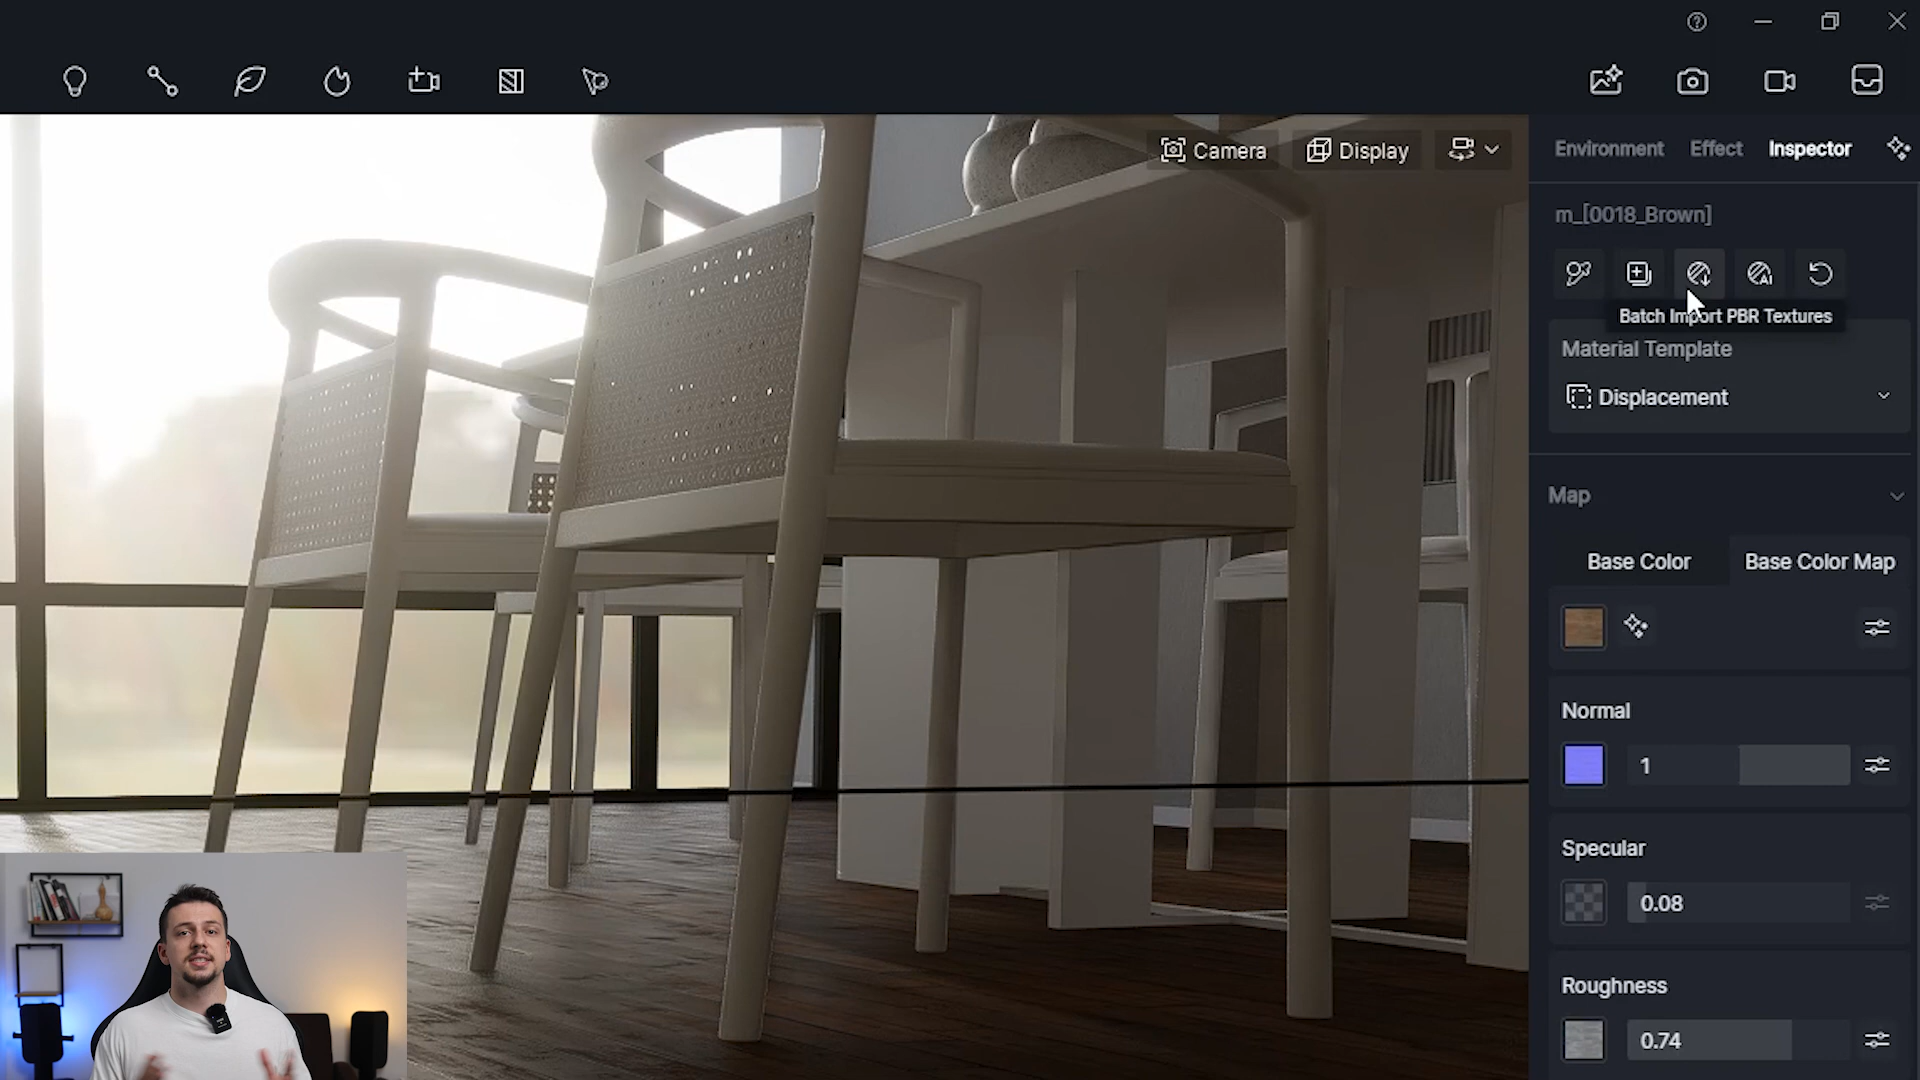 Camera
Display
Environment
Effect
Inspector
m_[0018_Brown]
Batch Import PBR Textures
Material Template
Displacement
Map
Base Color
Base Color Map
Normal
1
Specular
0.08
Roughness
0.74